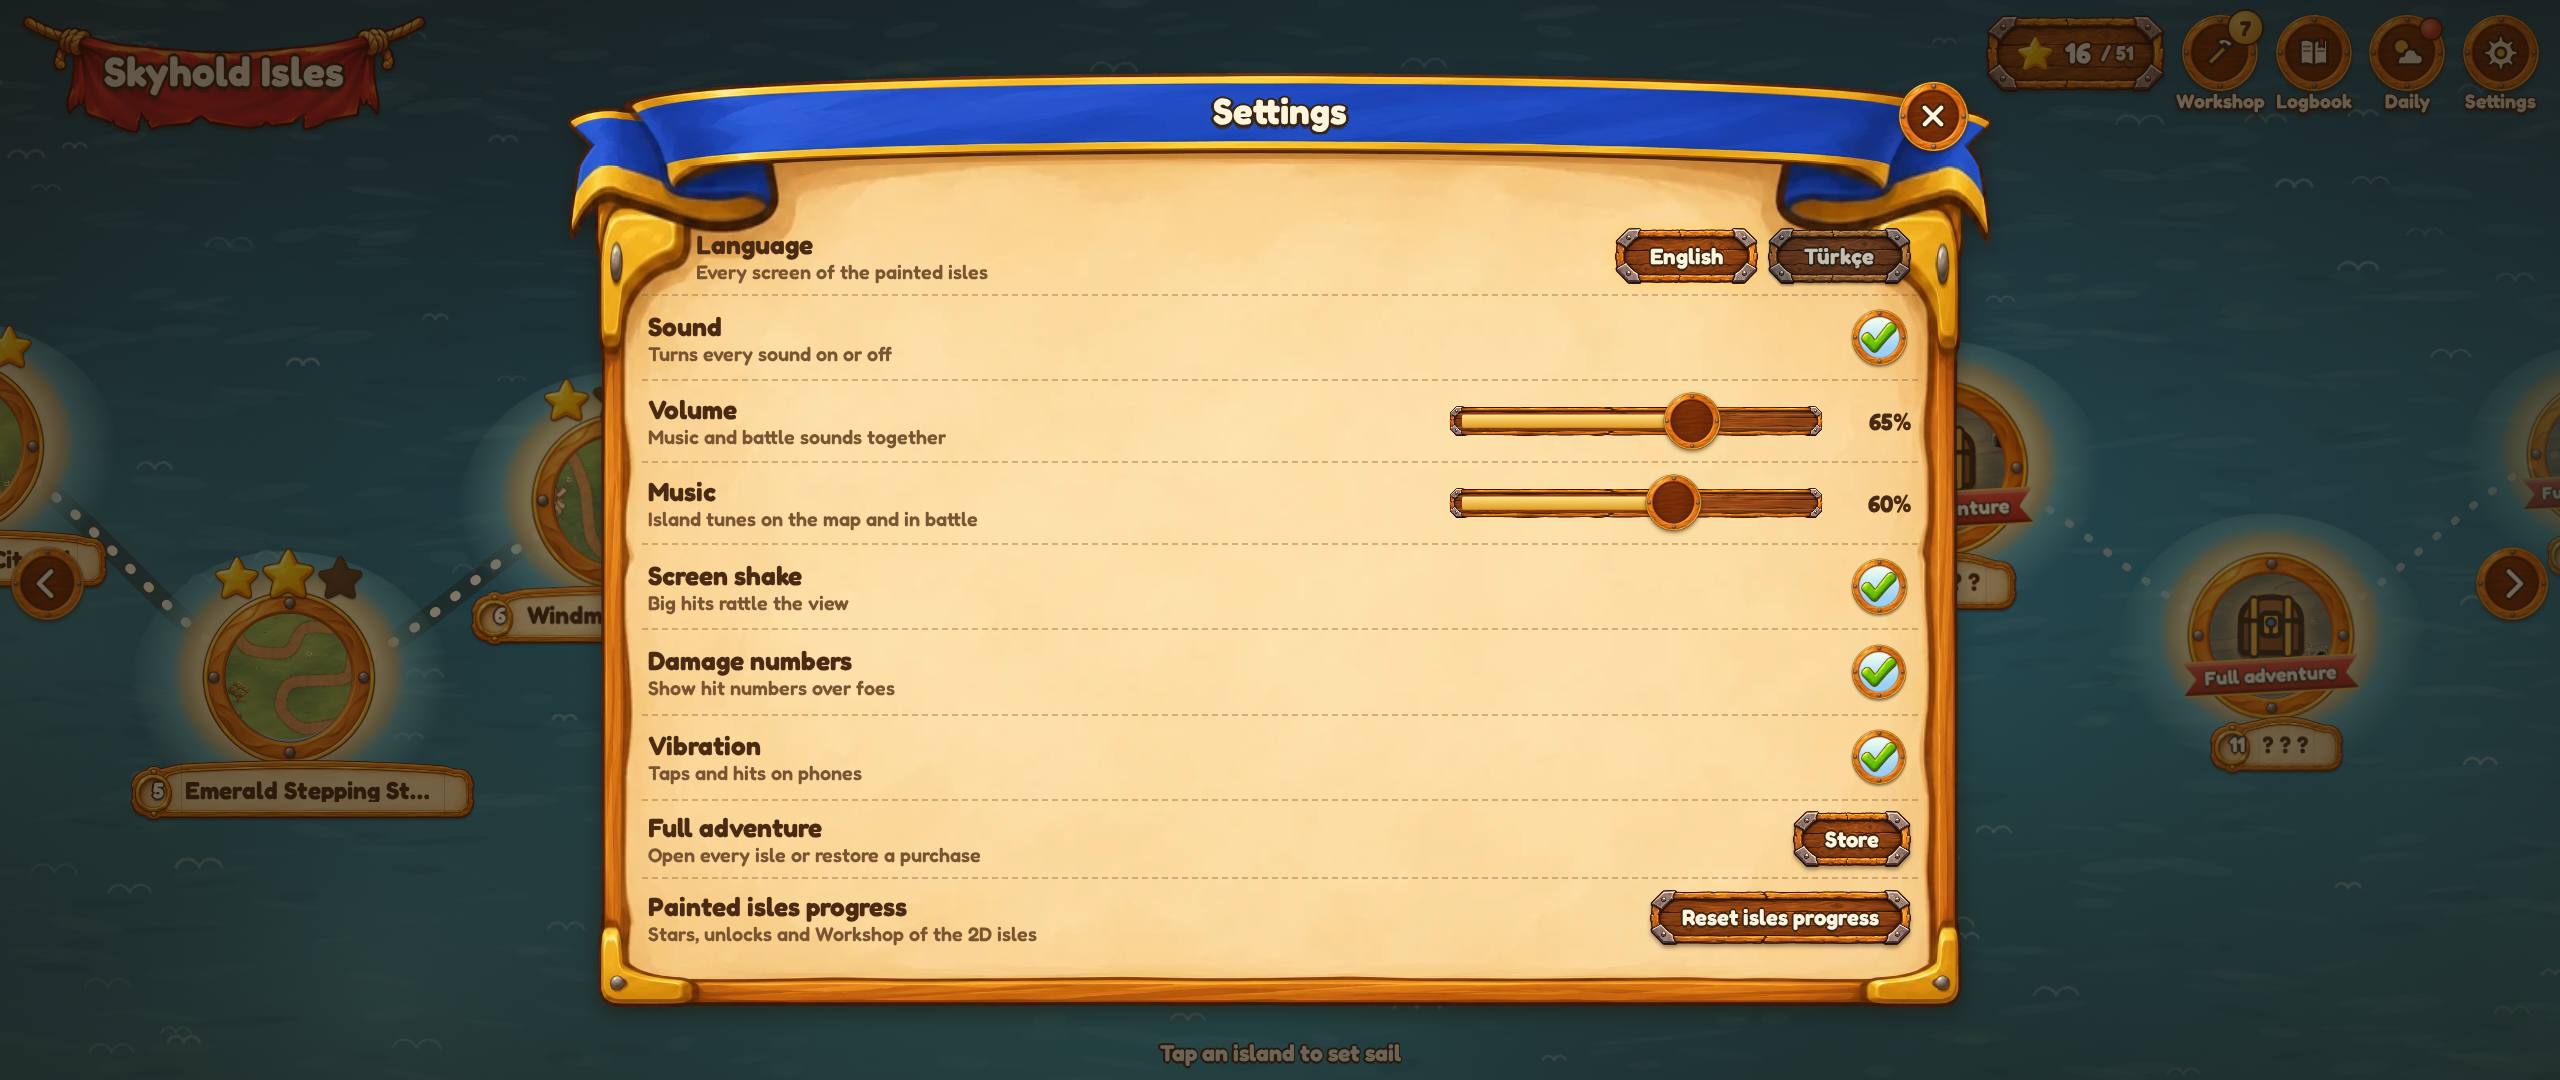 Skyhold Isles
16 / 51
7
Workshop
Logbook
Daily
Settings
Settings
Language
Every screen of the painted isles
English
Türkçe
Sound
Turns every sound on or off
Volume
Music and battle sounds together
65%
Music
Island tunes on the map and in battle
60%
Screen shake
Big hits rattle the view
Damage numbers
Show hit numbers over foes
Vibration
Taps and hits on phones
Full adventure
Open every isle or restore a purchase
Store
Painted isles progress
Stars, unlocks and Workshop of the 2D isles
Reset isles progress
5 Emerald Stepping St...
6 Windm
nture
? ?
Full adventure
11 ? ? ?
Fu
Tap an island to set sail